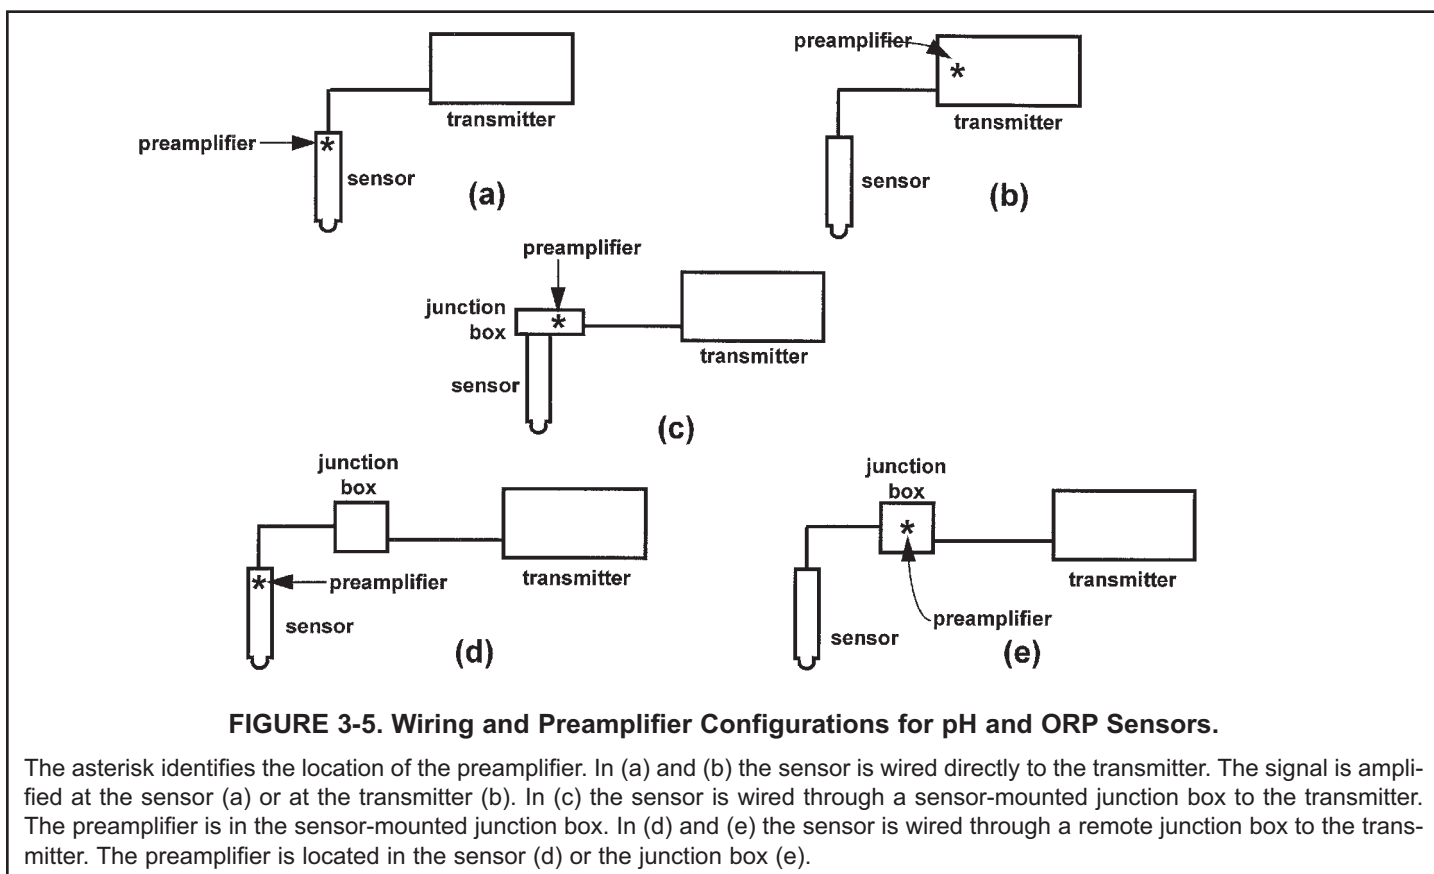 preamplifier
*
sensor
transmitter
(a)
preamplifier
*
sensor
transmitter
(b)
preamplifier
junction
box
*
sensor
transmitter
(c)
junction
box
*
preamplifier
sensor
transmitter
(d)
junction
box
*
preamplifier
sensor
transmitter
(e)
FIGURE 3-5. Wiring and Preamplifier Configurations for pH and ORP Sensors.
The asterisk identifies the location of the preamplifier. In (a) and (b) the sensor is wired directly to the transmitter. The signal is ampli-
fied at the sensor (a) or at the transmitter (b). In (c) the sensor is wired through a sensor-mounted junction box to the transmitter.
The preamplifier is in the sensor-mounted junction box. In (d) and (e) the sensor is wired through a remote junction box to the trans-
mitter. The preamplifier is located in the sensor (d) or the junction box (e).